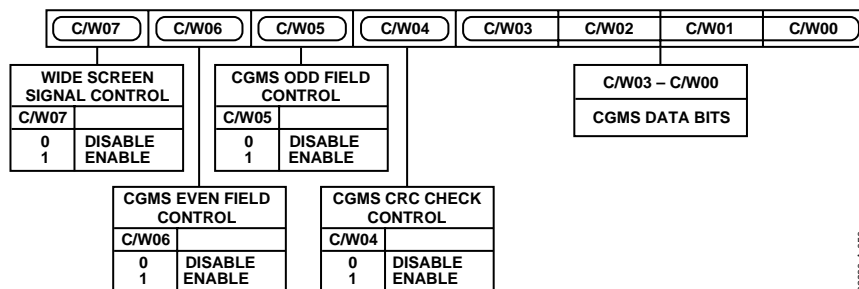 C/W07 C/W06 C/W05 C/W04 C/W03 C/W02 C/W01 C/W00
WIDE SCREEN
SIGNAL CONTROL
C/W07
0 DISABLE
1 ENABLE
CGMS ODD FIELD
CONTROL
C/W05
0 DISABLE
1 ENABLE
C/W03 – C/W00
CGMS DATA BITS
CGMS EVEN FIELD
CONTROL
C/W06
0 DISABLE
1 ENABLE
CGMS CRC CHECK
CONTROL
C/W04
0 DISABLE
1 ENABLE